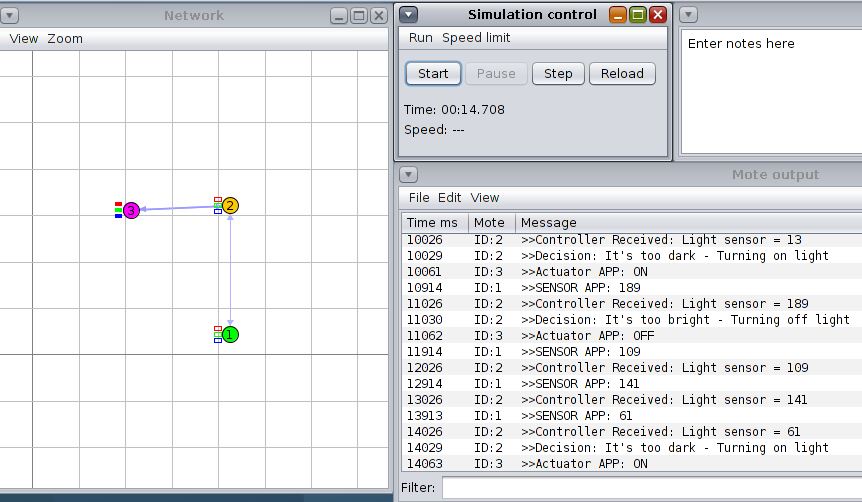 Network
View Zoom
3
2
1
Simulation control
Run Speed limit
Start Pause Step Reload
Time: 00:14.708
Speed: ---
Enter notes here
Mote output
File Edit View
Time ms Mote Message
10026 ID:2 >>Controller Received: Light sensor = 13
10029 ID:2 >>Decision: It's too dark - Turning on light
10061 ID:3 >>Actuator APP: ON
10914 ID:1 >>SENSOR APP: 189
11026 ID:2 >>Controller Received: Light sensor = 189
11030 ID:2 >>Decision: It's too bright - Turning off light
11062 ID:3 >>Actuator APP: OFF
11914 ID:1 >>SENSOR APP: 109
12026 ID:2 >>Controller Received: Light sensor = 109
12914 ID:1 >>SENSOR APP: 141
13026 ID:2 >>Controller Received: Light sensor = 141
13913 ID:1 >>SENSOR APP: 61
14026 ID:2 >>Controller Received: Light sensor = 61
14029 ID:2 >>Decision: It's too dark - Turning on light
14063 ID:3 >>Actuator APP: ON
Filter: